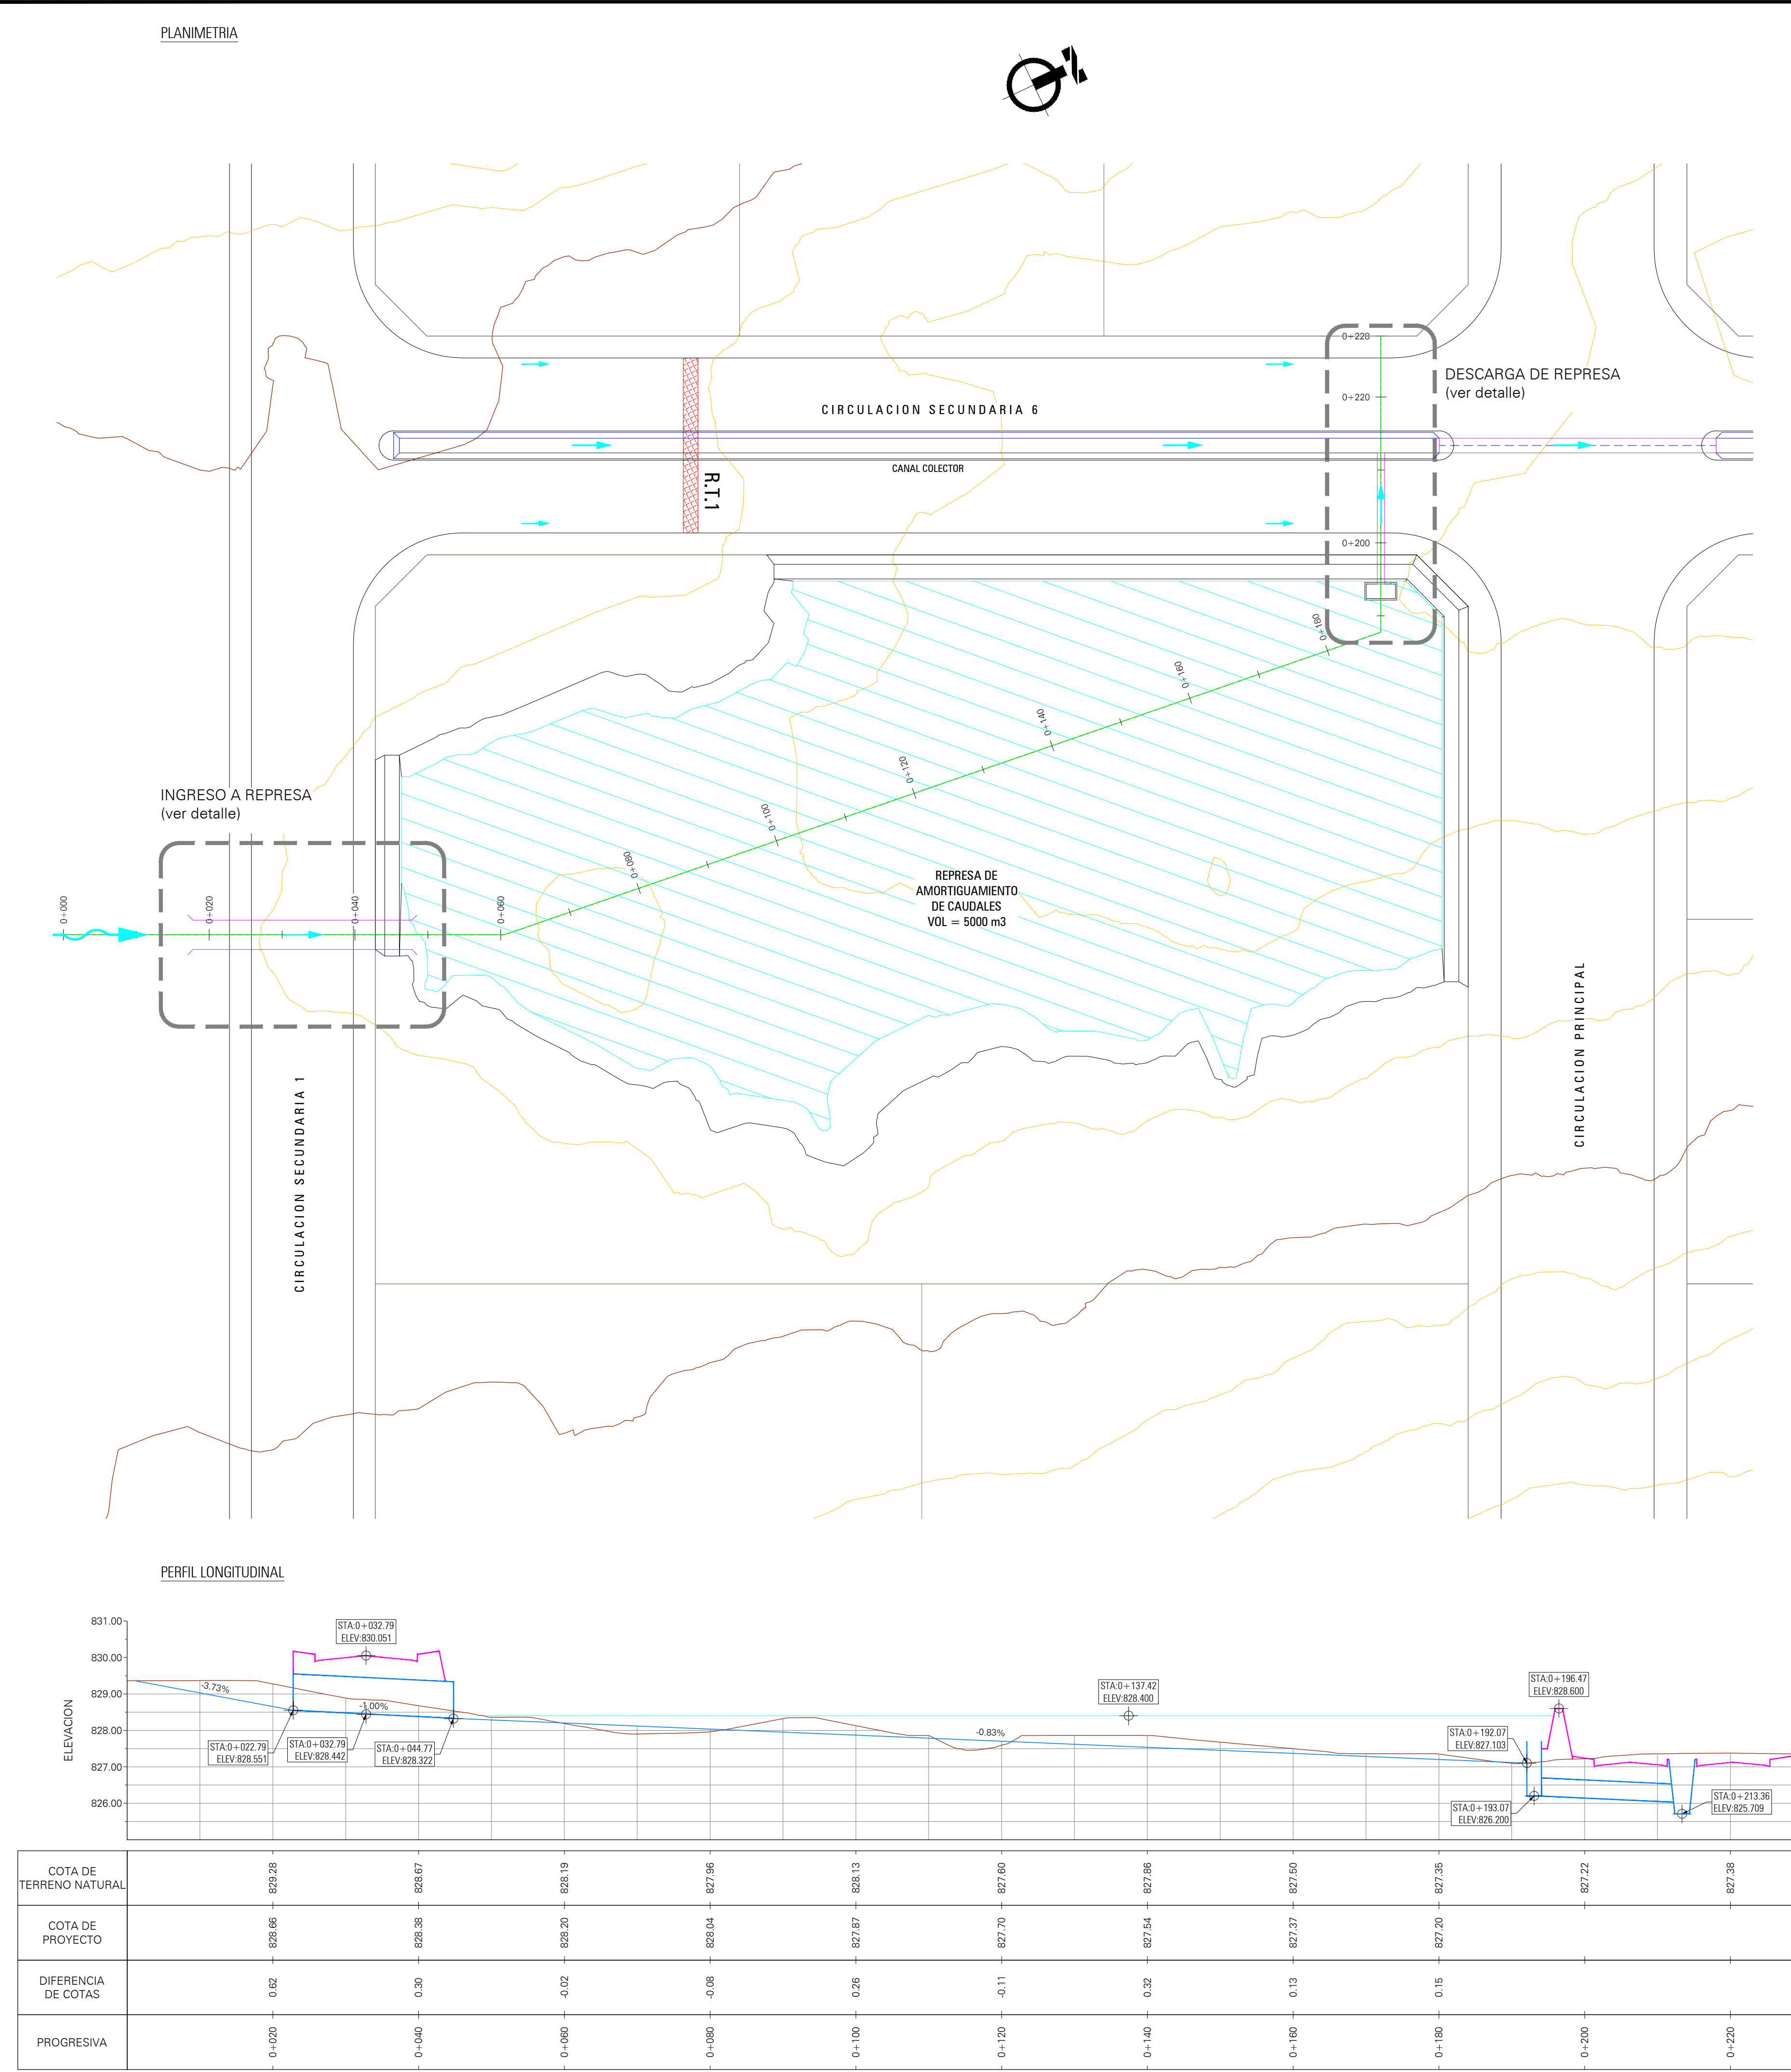 PLANIMETRIA
N
0+228
DESCARGA DE REPRESA
(ver detalle)
0+220
CIRCULACION SECUNDARIA 6
CANAL COLECTOR
R.T.1
0+200
0+180
0+160
0+140
0+120
0+100
0+080
INGRESO A REPRESA
(ver detalle)
0+000
0+020
0+040
0+060
REPRESA DE
AMORTIGUAMIENTO
DE CAUDALES
VOL = 5000 m3
CIRCULACION SECUNDARIA 1
CIRCULACION PRINCIPAL
PERFIL LONGITUDINAL
ELEVACION
831.00
830.00
829.00
828.00
827.00
826.00
STA:0+032.79
ELEV:830.051
-3.73%
-1.00%
STA:0+022.79
ELEV:828.551
STA:0+032.79
ELEV:828.442
STA:0+044.77
ELEV:828.322
-0.83%
STA:0+137.42
ELEV:828.400
STA:0+196.47
ELEV:828.600
STA:0+192.07
ELEV:827.103
STA:0+193.07
ELEV:826.200
STA:0+213.36
ELEV:825.709
COTA DE
TERRENO NATURAL
829.28 828.67 828.19 827.96 828.13 827.60 827.86 827.50 827.35 827.22 827.38
COTA DE
PROYECTO
828.66 828.38 828.20 828.04 827.87 827.70 827.54 827.37 827.20
DIFERENCIA
DE COTAS
0.62 0.30 -0.02 -0.08 0.26 -0.11 0.32 0.13 0.15
PROGRESIVA
0+020 0+040 0+060 0+080 0+100 0+120 0+140 0+160 0+180 0+200 0+220